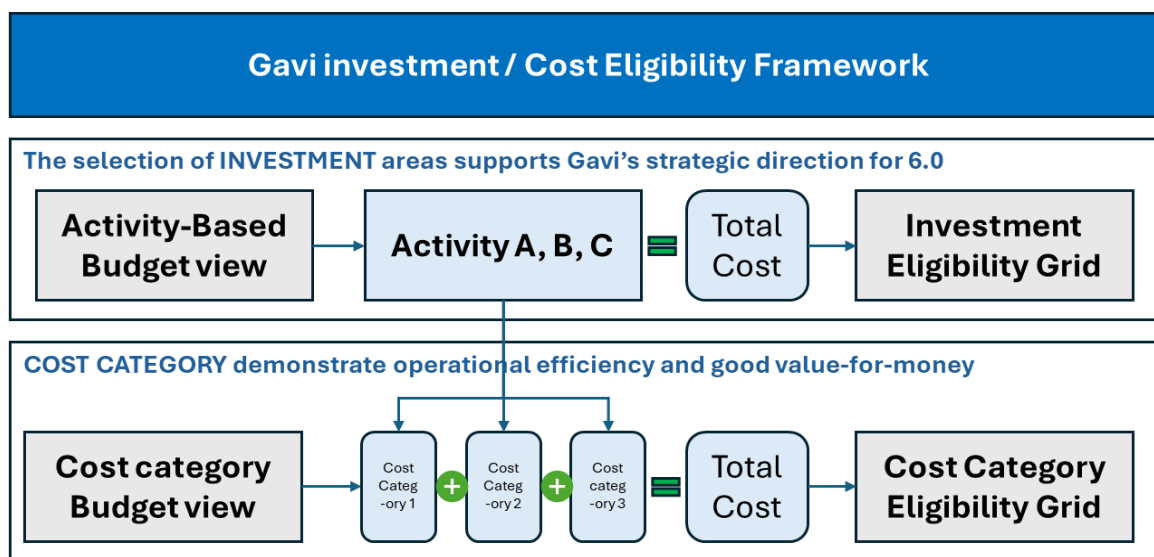 Gavi investment / Cost Eligibility Framework
The selection of INVESTMENT areas supports Gavi's strategic direction for 6.0
Activity-Based
Budget view
Activity A, B, C
=
Total
Cost
Investment
Eligibility Grid
COST CATEGORY demonstrate operational efficiency and good value-for-money
Cost category
Budget view
Cost
Categ
-ory 1
+
Cost
Categ
-ory 2
+
Cost
categ
-ory 3
=
Total
Cost
Cost Category
Eligibility Grid